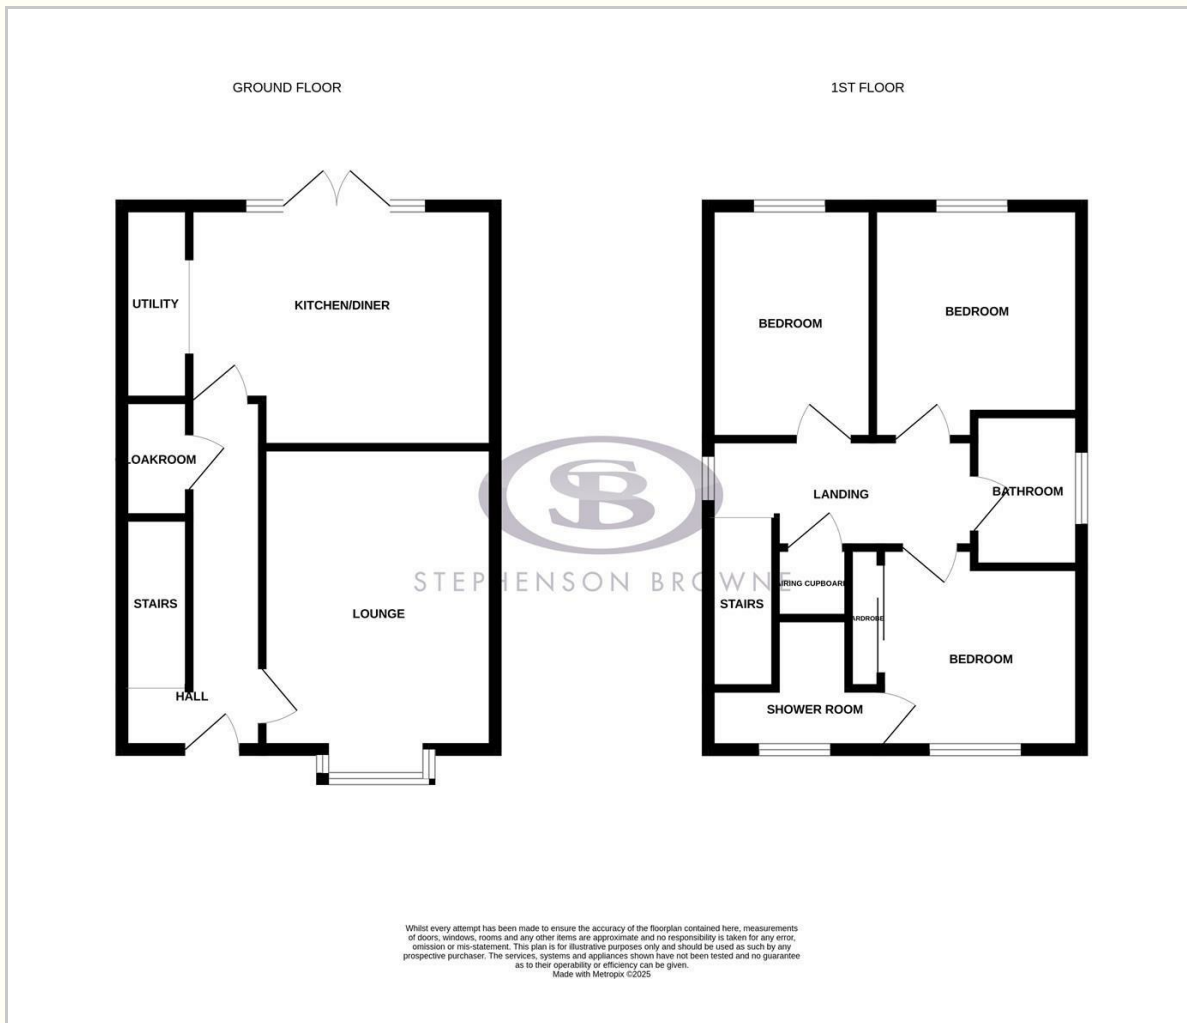 GROUND FLOOR
1ST FLOOR
UTILITY
KITCHEN/DINER
LOAKROOM
STAIRS
HALL
LOUNGE
BEDROOM
BEDROOM
LANDING
BATHROOM
AIRING CUPBOARD
STAIRS
ARDROBE
BEDROOM
SHOWER ROOM
SB
STEPHENSON BROWNE
Whilst every attempt has been made to ensure the accuracy of the floorplan contained here, measurements
of doors, windows, rooms and any other items are approximate and no responsibility is taken for any error,
omission or mis-statement. This plan is for illustrative purposes only and should be used as such by any
prospective purchaser. The services, systems and appliances shown have not been tested and no guarantee
as to their operability or efficiency can be given.
Made with Metropix ©2025